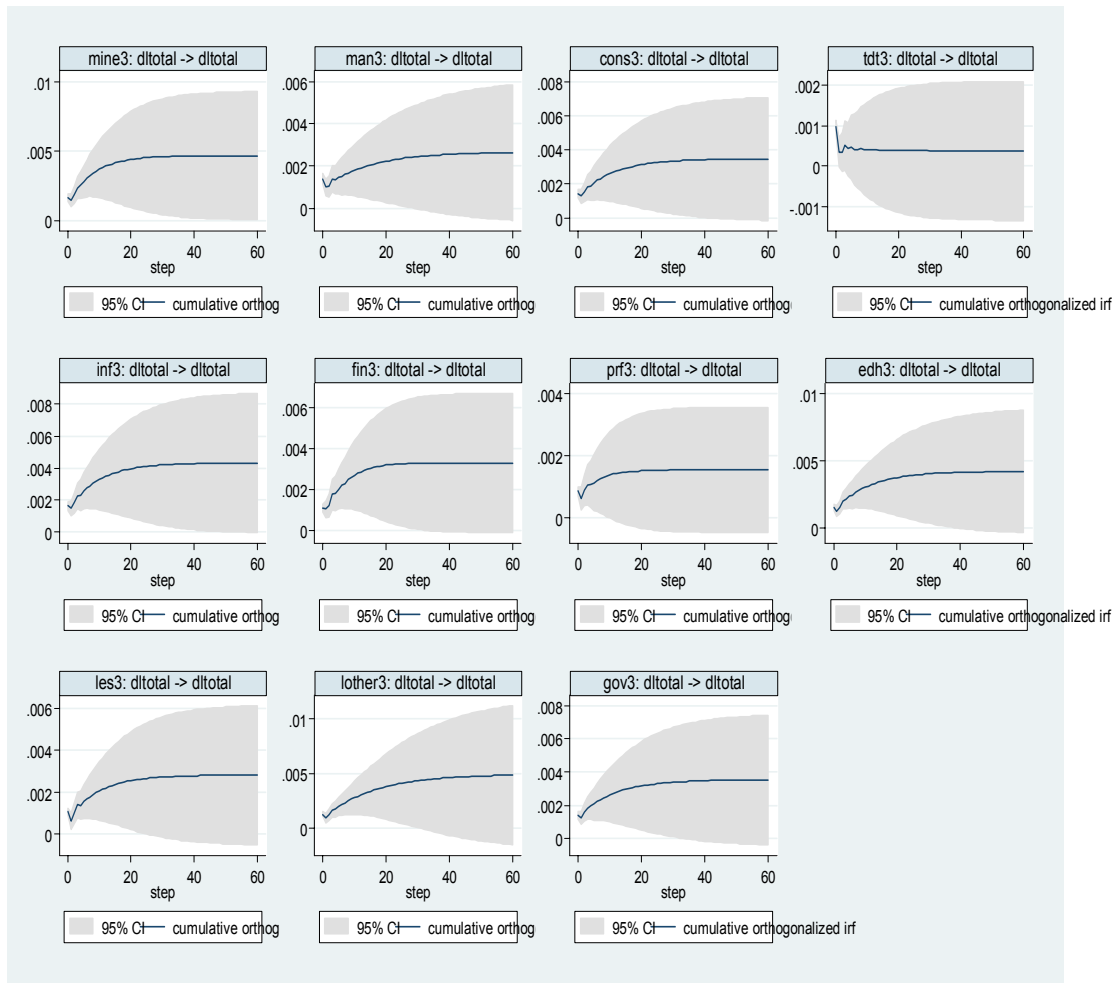 mine3: dltotal -> dltotal
.01
.005
0
0 20 40 60
step
95% CI cumulative orthog
man3: dltotal -> dltotal
.006
.004
.002
0
0 20 40 60
step
95% CI cumulative orthog
cons3: dltotal -> dltotal
.008
.006
.004
.002
0
0 20 40 60
step
95% CI cumulative orthog
tdt3: dltotal -> dltotal
.002
.001
0
-.001
0 20 40 60
step
95% CI cumulative orthogonalized irf
inf3: dltotal -> dltotal
.008
.006
.004
.002
0
0 20 40 60
step
95% CI cumulative orthog
fin3: dltotal -> dltotal
.006
.004
.002
0
0 20 40 60
step
95% CI cumulative orthog
prf3: dltotal -> dltotal
.004
.002
0
0 20 40 60
step
95% CI cumulative orthog
edh3: dltotal -> dltotal
.01
.005
0
0 20 40 60
step
95% CI cumulative orthogonalized irf
les3: dltotal -> dltotal
.006
.004
.002
0
0 20 40 60
step
95% CI cumulative orthog
lother3: dltotal -> dltotal
.01
.005
0
0 20 40 60
step
95% CI cumulative orthog
gov3: dltotal -> dltotal
.008
.006
.004
.002
0
0 20 40 60
step
95% CI cumulative orthogonalized irf